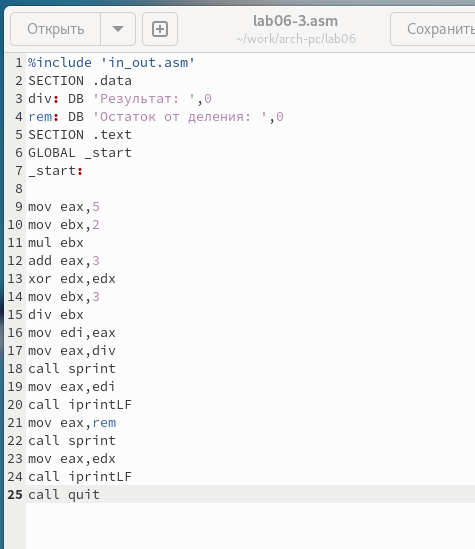 Открыть
lab06-3.asm
~/work/arch-pc/lab06
Сохранить
1 %include 'in_out.asm'
2 SECTION .data
3 div: DB 'Результат: ',0
4 rem: DB 'Остаток от деления: ',0
5 SECTION .text
6 GLOBAL _start
7 _start:
8
9 mov eax,5
10 mov ebx,2
11 mul ebx
12 add eax,3
13 xor edx,edx
14 mov ebx,3
15 div ebx
16 mov edi,eax
17 mov eax,div
18 call sprint
19 mov eax,edi
20 call iprintLF
21 mov eax,rem
22 call sprint
23 mov eax,edx
24 call iprintLF
25 call quit